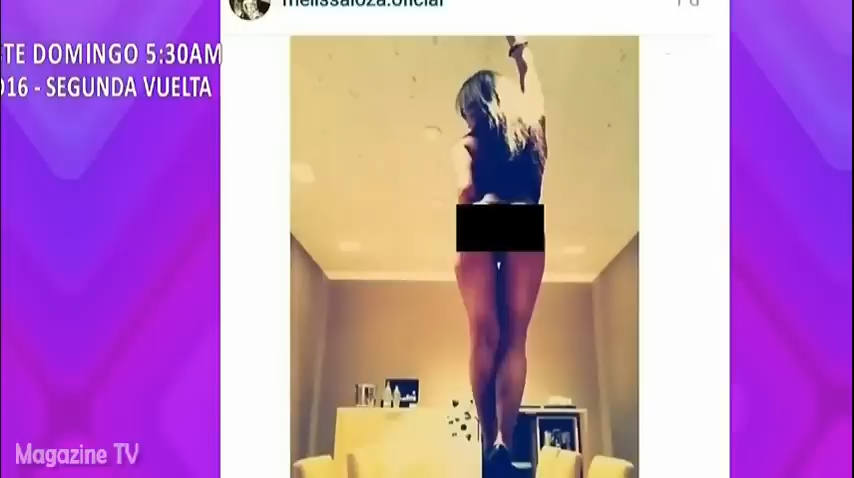 melissaloza.oficial
TE DOMINGO 5:30AM
016 - SEGUNDA VUELTA
Magazine TV